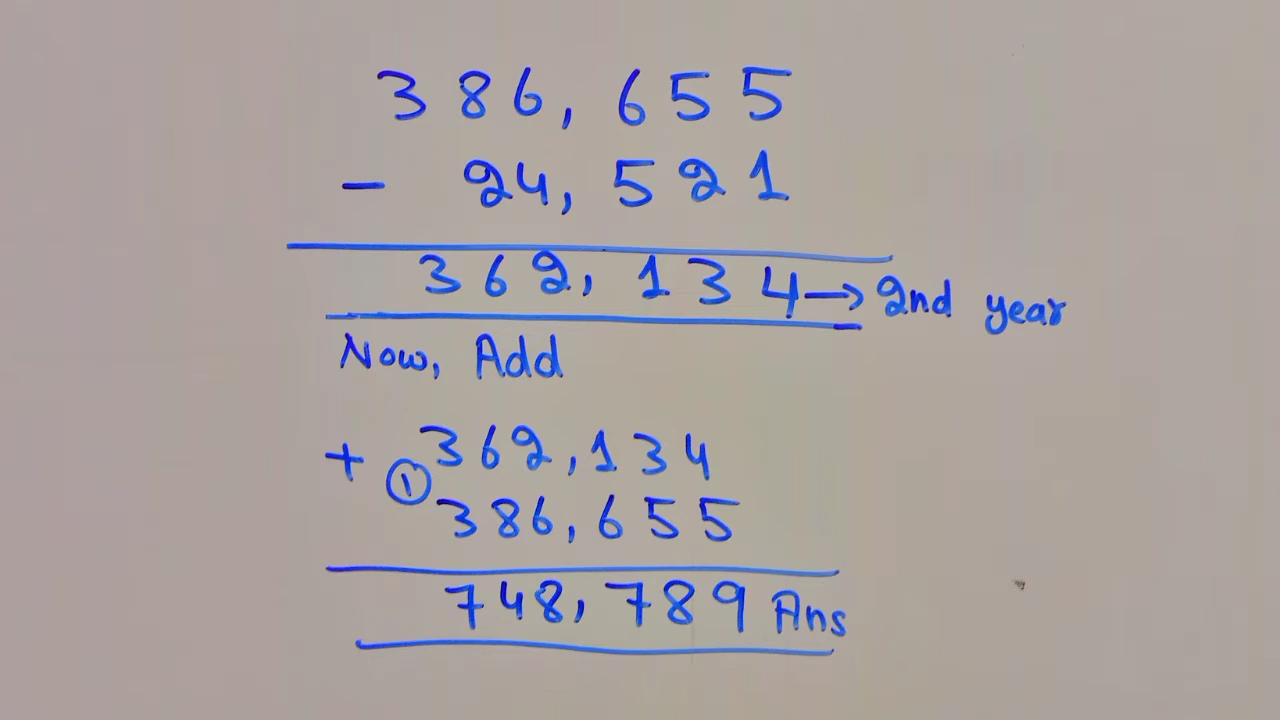 386,655
- 24,521
362,134 → 2nd year
Now, Add
+ 362,134
① 386,655
748,789 Ans